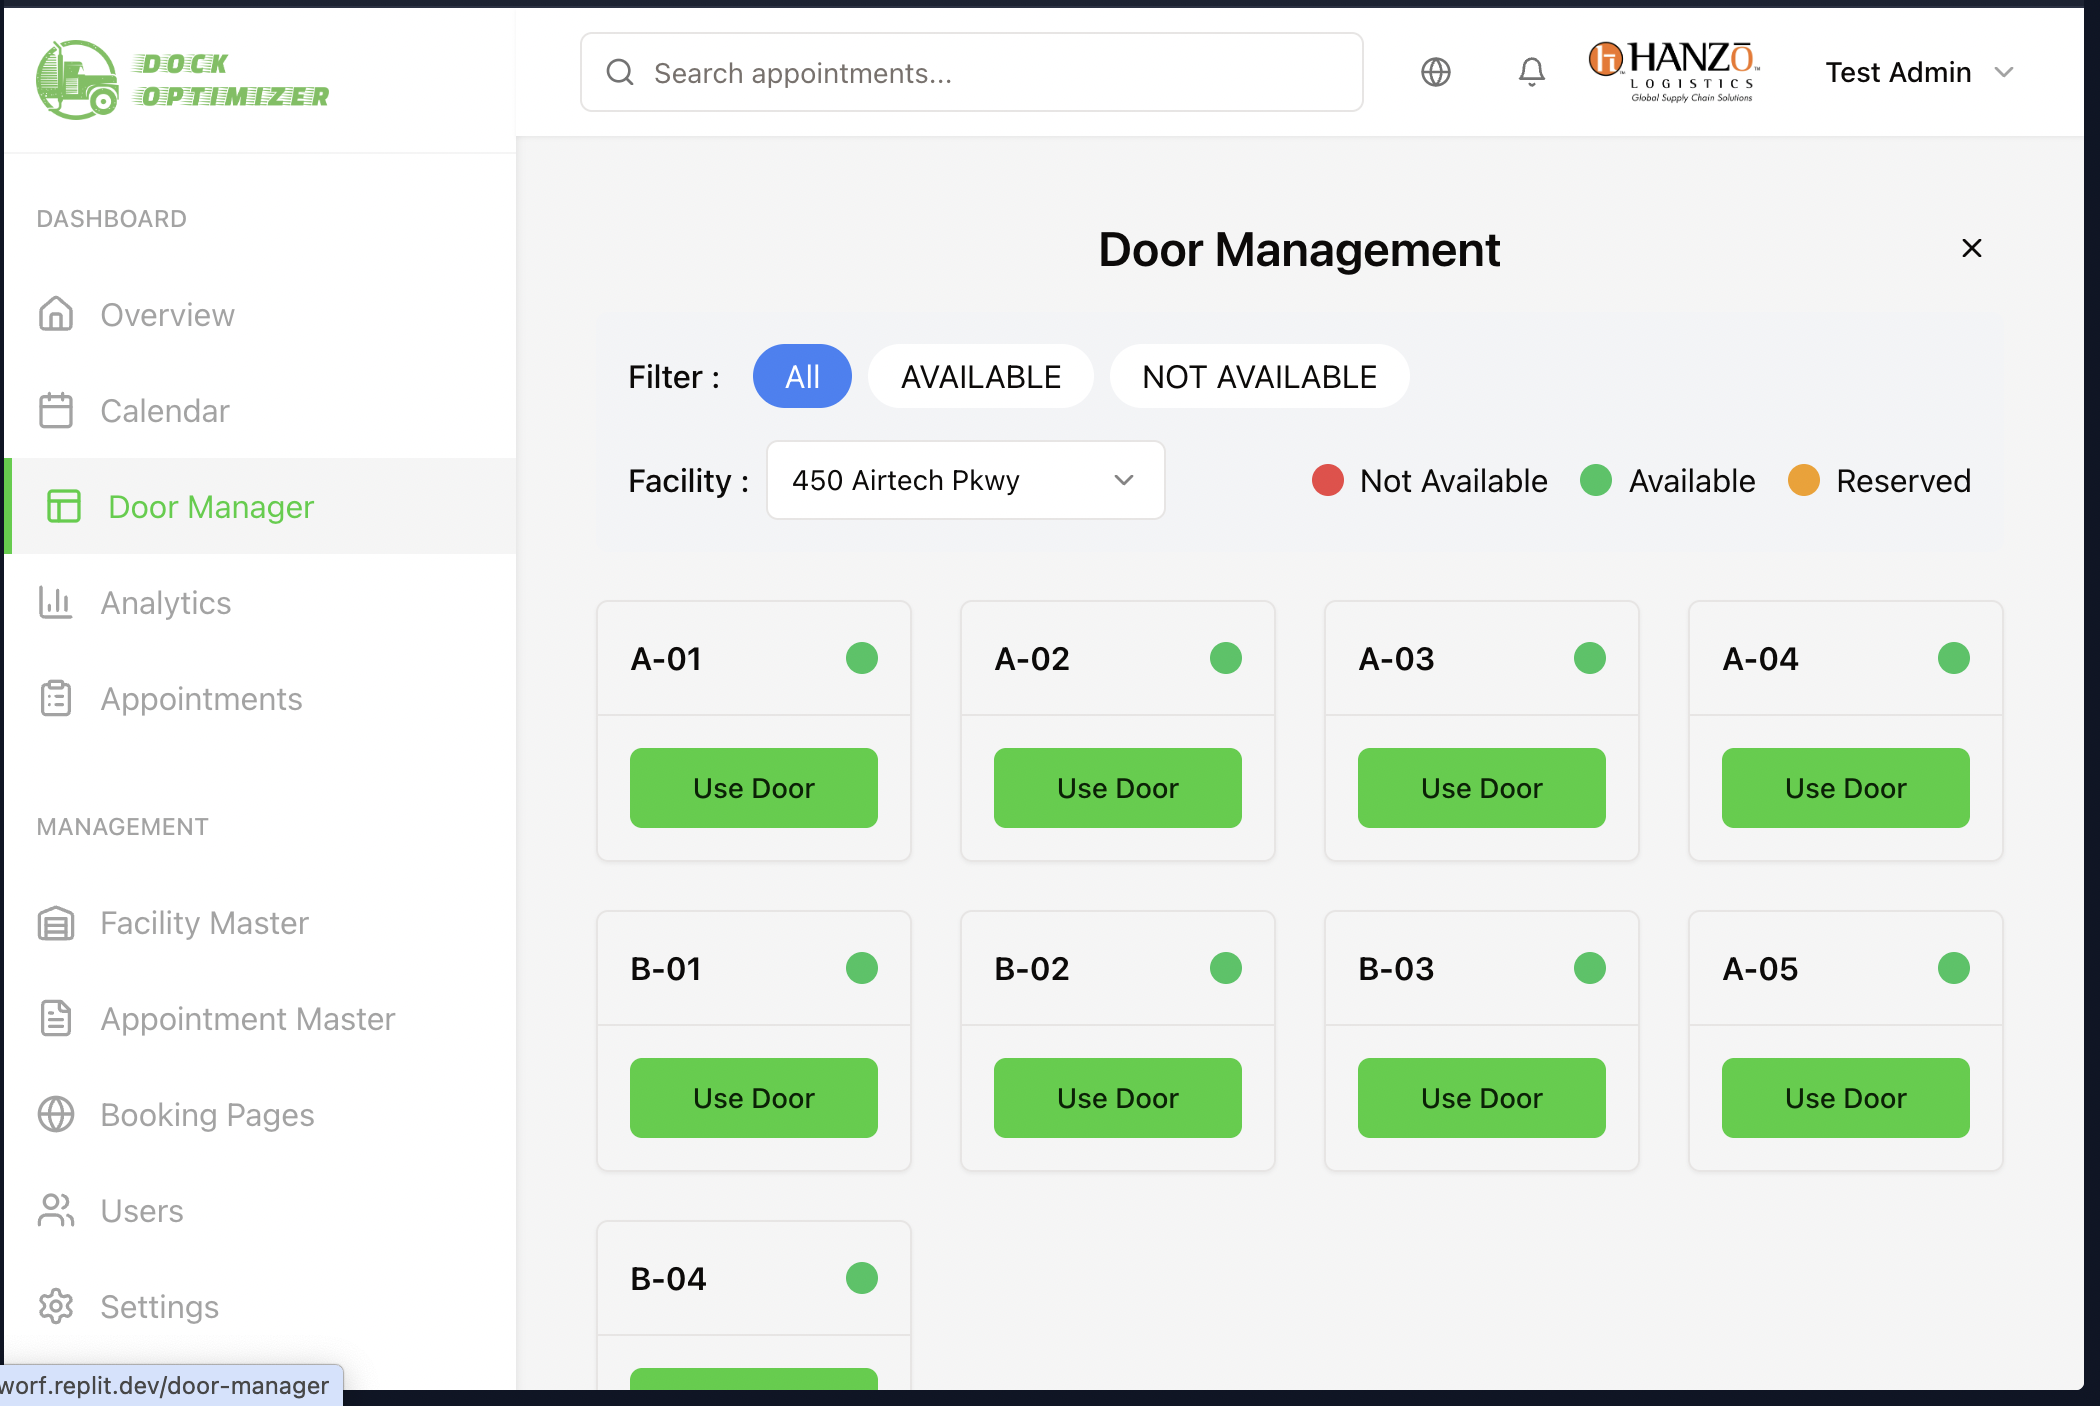 DOCK
OPTIMIZER
Search appointments...
HANZŌ
LOGISTICS
Global Supply Chain Solutions
Test Admin
DASHBOARD
Overview
Calendar
Door Manager
Analytics
Appointments
MANAGEMENT
Facility Master
Appointment Master
Booking Pages
Users
Settings
Door Management
Filter : All AVAILABLE NOT AVAILABLE
Facility : 450 Airtech Pkwy Not Available Available Reserved
A-01 A-02 A-03 A-04
Use Door Use Door Use Door Use Door
B-01 B-02 B-03 A-05
Use Door Use Door Use Door Use Door
B-04
worf.replit.dev/door-manager